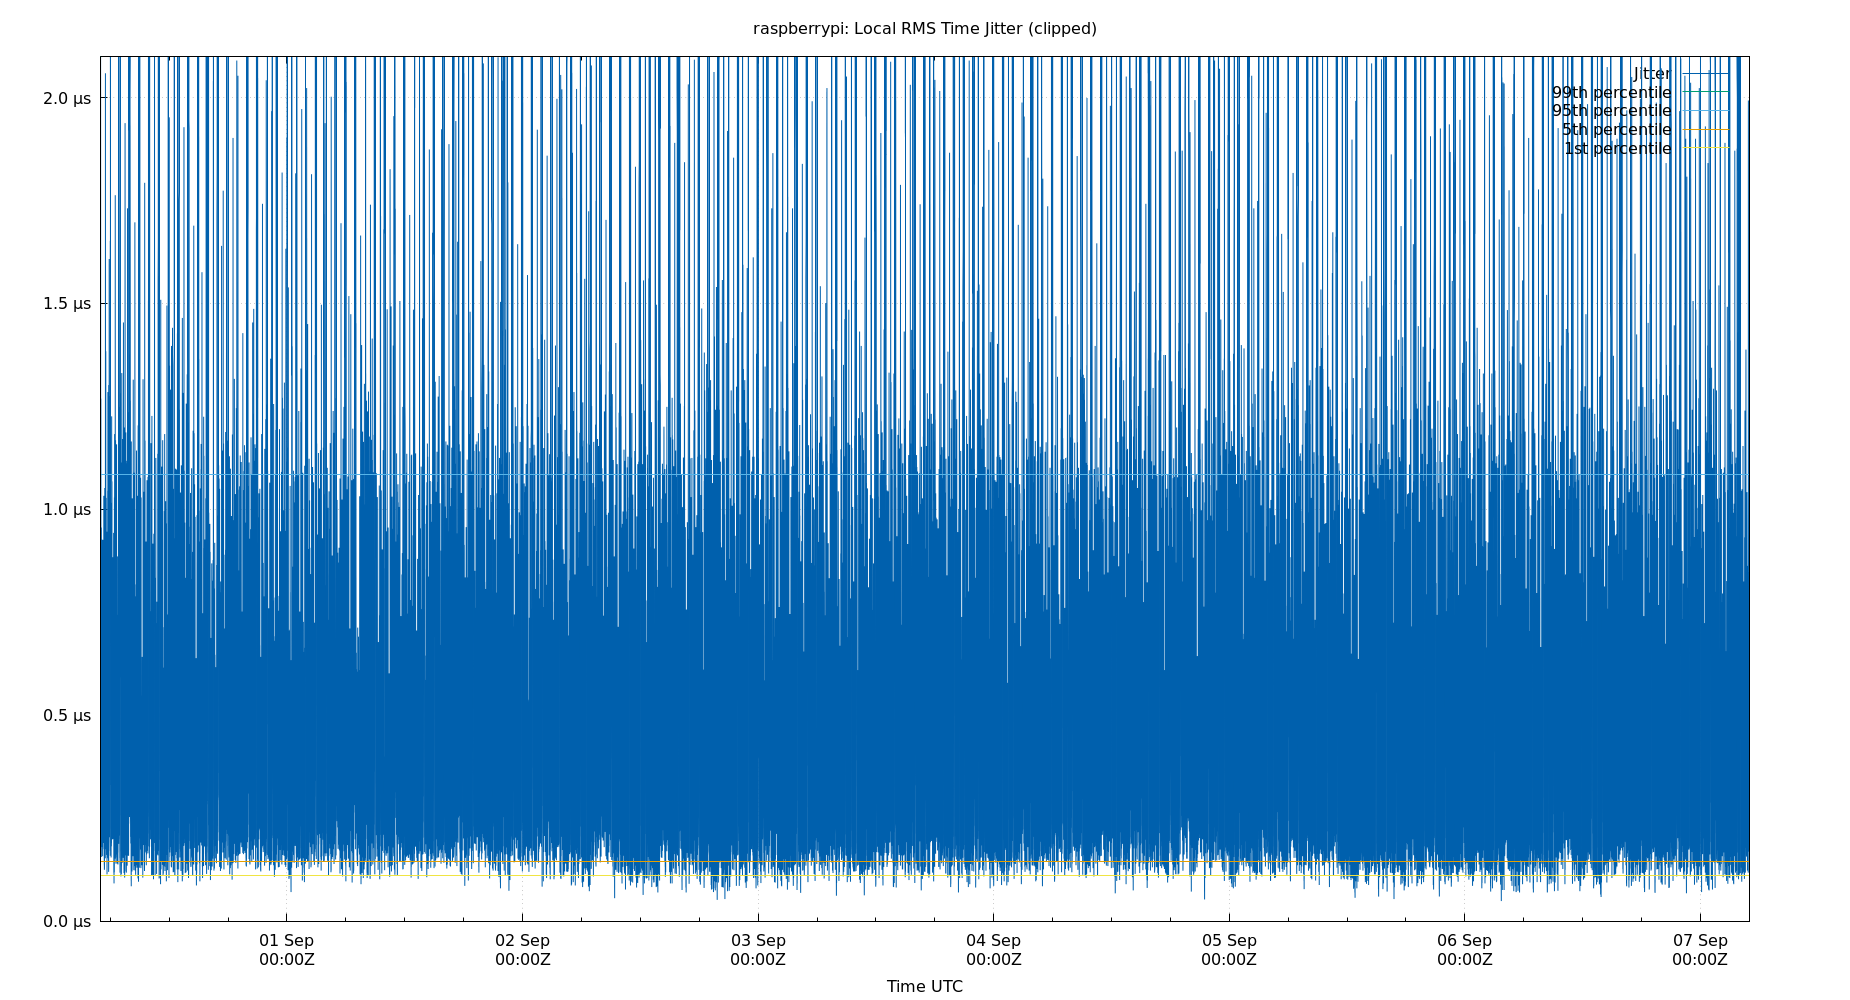 raspberrypi: Local RMS Time Jitter (clipped)
2.0 µs
1.5 µs
1.0 µs
0.5 µs
0.0 µs
Jitter
99th percentile
95th percentile
5th percentile
1st percentile
01 Sep
00:00Z
02 Sep
00:00Z
03 Sep
00:00Z
04 Sep
00:00Z
05 Sep
00:00Z
06 Sep
00:00Z
07 Sep
00:00Z
Time UTC